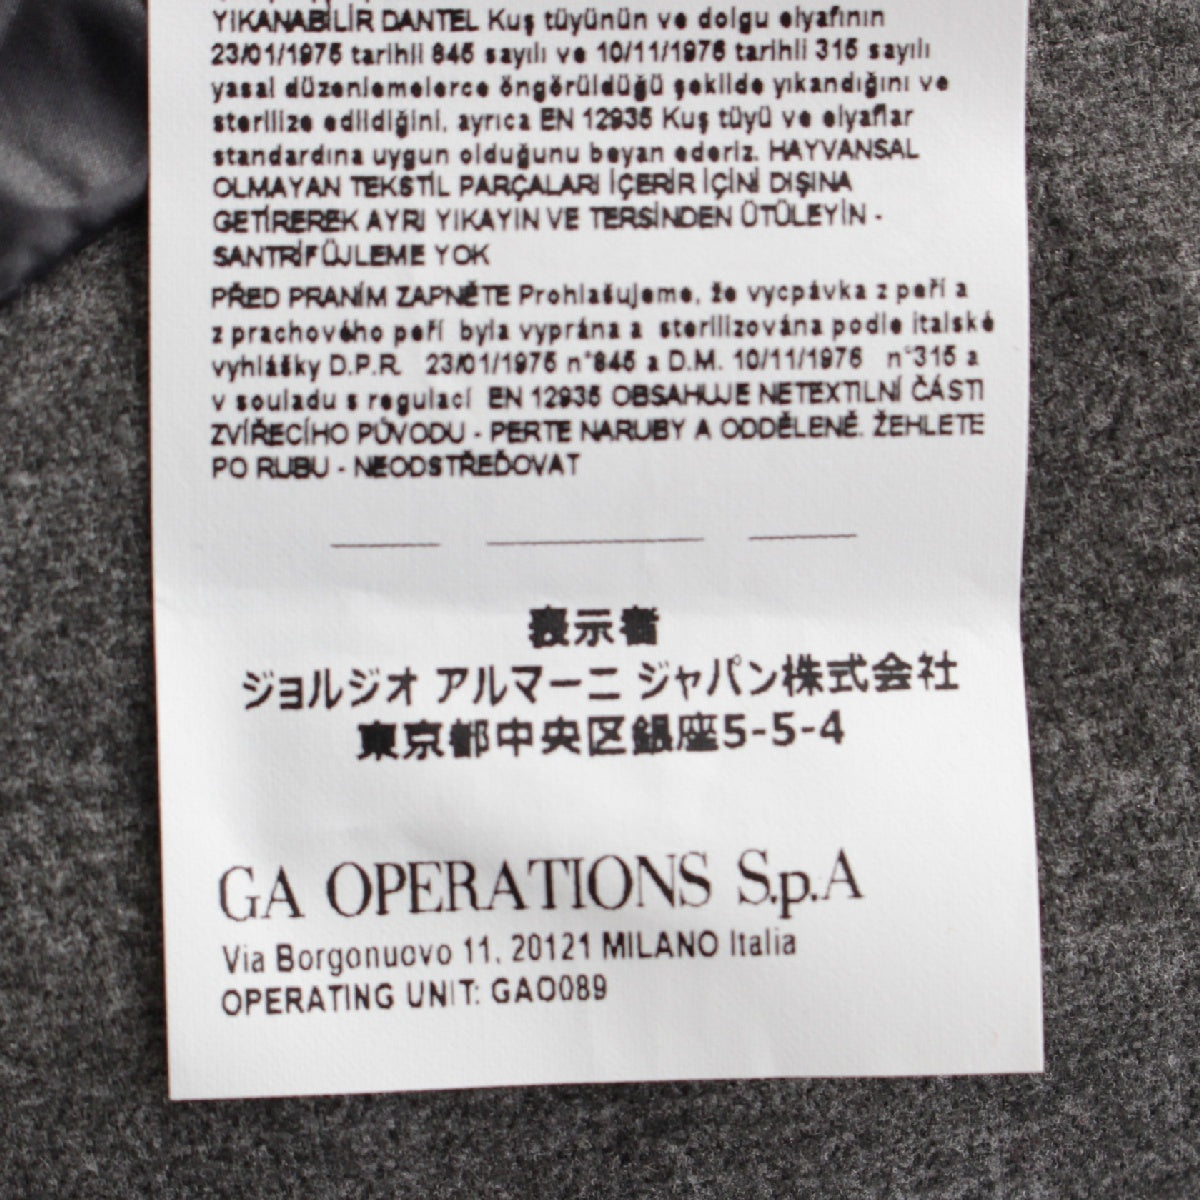 YIKANABİLİR DANTEL Kuş tüyünün ve dolgu elyafının
23/01/1975 tarihli 845 sayılı ve 10/11/1976 tarihli 315 sayılı
yasal düzenlemelerce öngörüldüğü şekilde yıkandığını ve
sterilize edildiğini, ayrıca EN 12935 Kuş tüyü ve elyaflar
standardına uygun olduğunu beyan ederiz. HAYVANSAL
OLMAYAN TEKSTİL PARÇALARI İÇERİR İÇİNİ DIŞINA
GETİREREK AYRI YIKAYIN VE TERSİNDEN ÜTÜLEYİN -
SANTRİFÜJLEME YOK
PŘED PRANÍM ZAPNĚTE Prohlašujeme, že vycpávka z peří a
z prachového peří byla vyprána a sterilizována podle italské
vyhlášky D.P.R. 23/01/1975 n°845 a D.M. 10/11/1976 n°315 a
v souladu s regulací EN 12935 OBSAHUJE NETEXTILNÍ ČÁSTI
ZVÍŘECÍHO PŮVODU - PERTE NARUBY A ODDĚLENĚ. ŽEHLETE
PO RUBU - NEODSTŘEĎOVAT
表示者
ジョルジオ アルマーニ ジャパン株式会社
東京都中央区銀座5-5-4
GA OPERATIONS S.p.A
Via Borgonuovo 11, 20121 MILANO Italia
OPERATING UNIT: GAO089